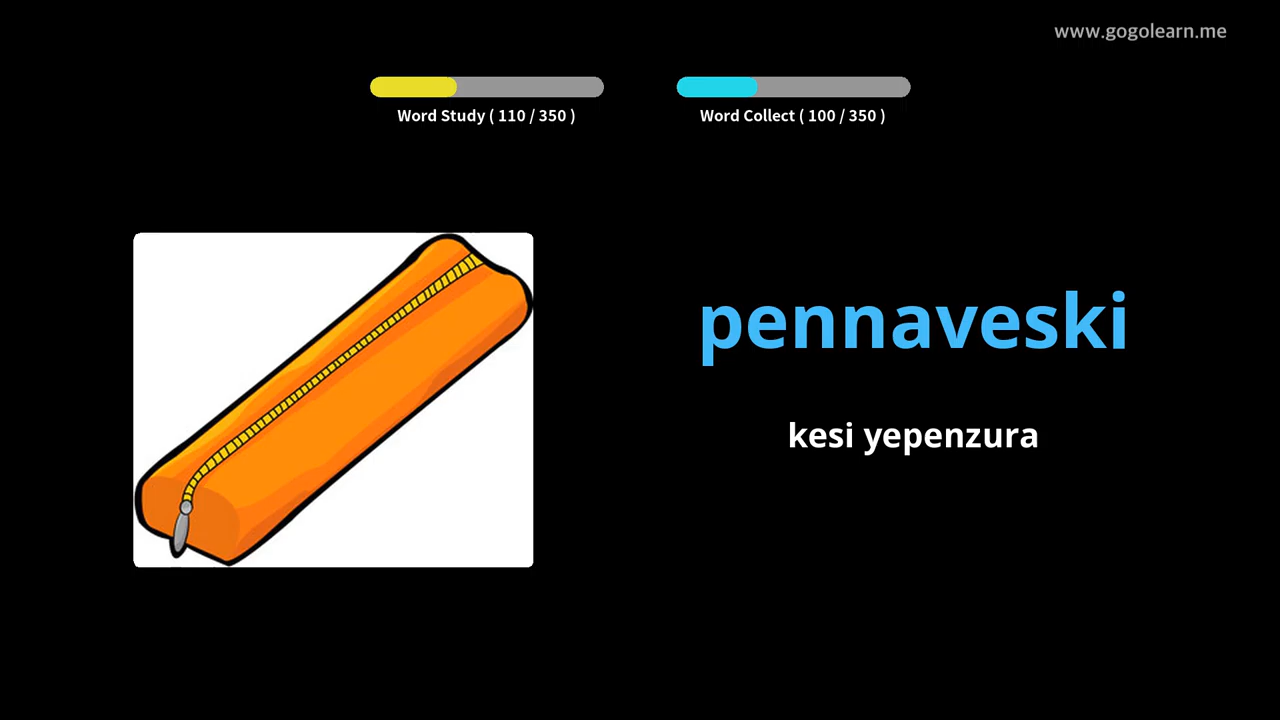 www.gogolearn.me
Word Study ( 110 / 350 )
Word Collect ( 100 / 350 )
pennaveski
kesi yepenzura